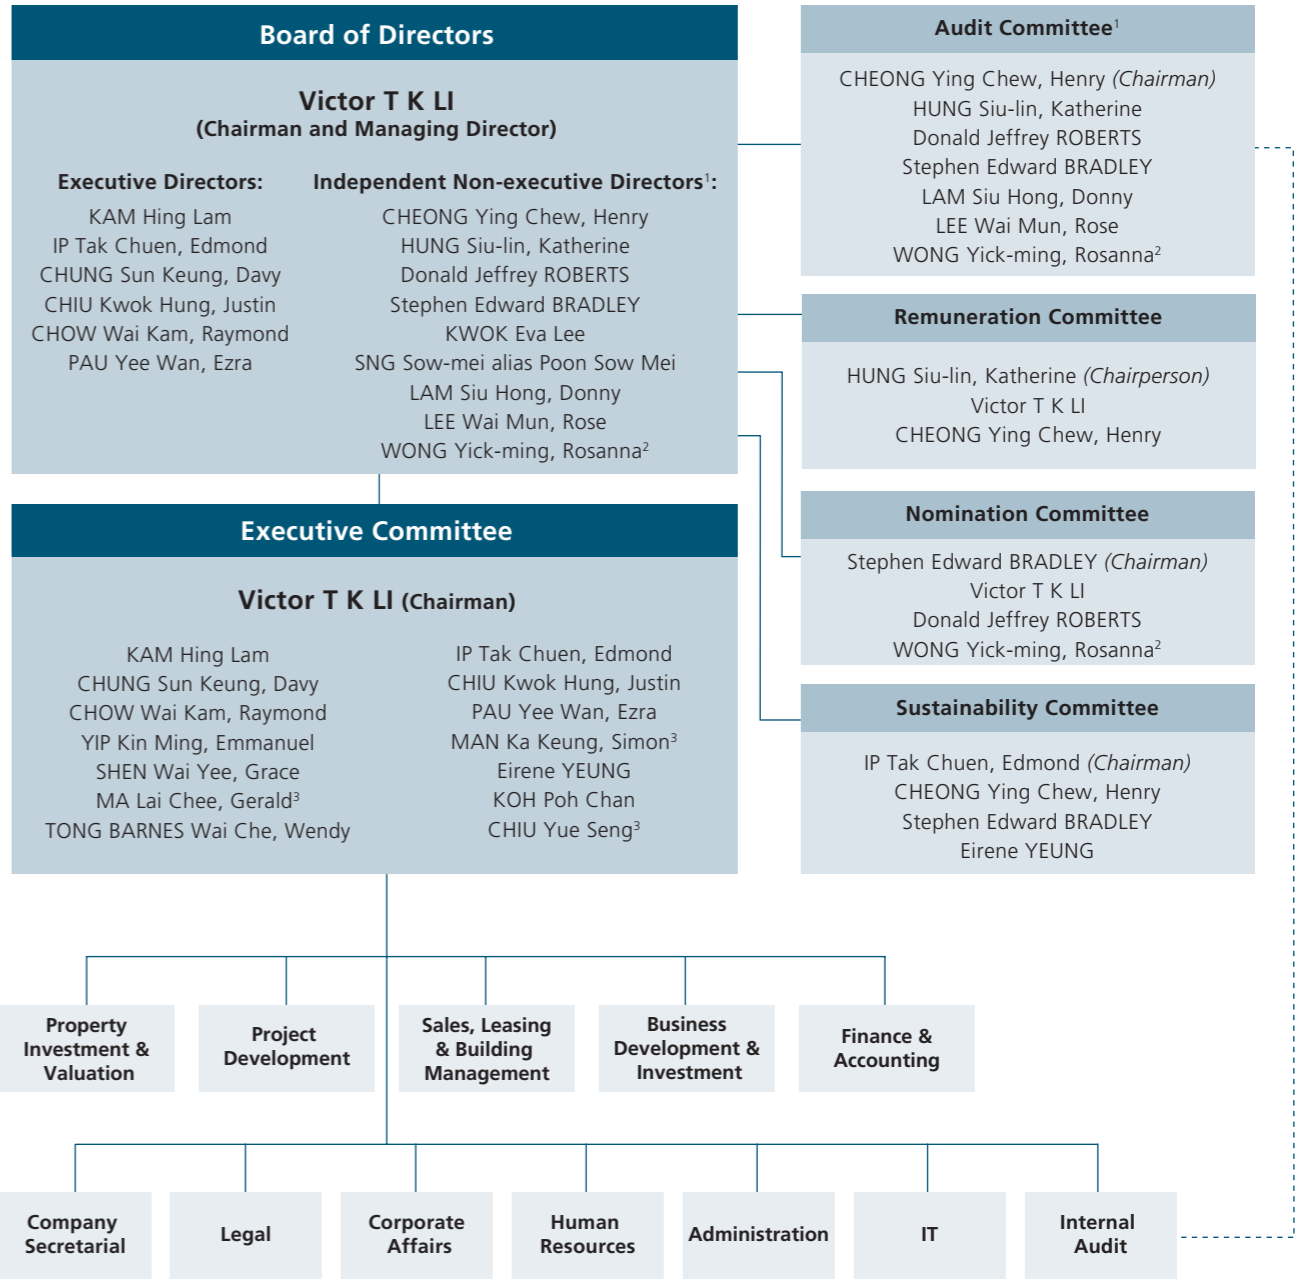 Board of Directors
Victor T K LI
(Chairman and Managing Director)
Executive Directors:
KAM Hing Lam
IP Tak Chuen, Edmond
CHUNG Sun Keung, Davy
CHIU Kwok Hung, Justin
CHOW Wai Kam, Raymond
PAU Yee Wan, Ezra
Independent Non-executive Directors¹:
CHEONG Ying Chew, Henry
HUNG Siu-lin, Katherine
Donald Jeffrey ROBERTS
Stephen Edward BRADLEY
KWOK Eva Lee
SNG Sow-mei alias Poon Sow Mei
LAM Siu Hong, Donny
LEE Wai Mun, Rose
WONG Yick-ming, Rosanna²
Audit Committee¹
CHEONG Ying Chew, Henry (Chairman)
HUNG Siu-lin, Katherine
Donald Jeffrey ROBERTS
Stephen Edward BRADLEY
LAM Siu Hong, Donny
LEE Wai Mun, Rose
WONG Yick-ming, Rosanna²
Remuneration Committee
HUNG Siu-lin, Katherine (Chairperson)
Victor T K LI
CHEONG Ying Chew, Henry
Nomination Committee
Stephen Edward BRADLEY (Chairman)
Victor T K LI
Donald Jeffrey ROBERTS
WONG Yick-ming, Rosanna²
Sustainability Committee
IP Tak Chuen, Edmond (Chairman)
CHEONG Ying Chew, Henry
Stephen Edward BRADLEY
Eirene YEUNG
Executive Committee
Victor T K LI (Chairman)
KAM Hing Lam
CHUNG Sun Keung, Davy
CHOW Wai Kam, Raymond
YIP Kin Ming, Emmanuel
SHEN Wai Yee, Grace
MA Lai Chee, Gerald³
TONG BARNES Wai Che, Wendy
IP Tak Chuen, Edmond
CHIU Kwok Hung, Justin
PAU Yee Wan, Ezra
MAN Ka Keung, Simon³
Eirene YEUNG
KOH Poh Chan
CHIU Yue Seng³
Property
Investment &
Valuation
Project
Development
Sales, Leasing
& Building
Management
Business
Development &
Investment
Finance &
Accounting
Company
Secretarial
Legal
Corporate
Affairs
Human
Resources
Administration
IT
Internal
Audit